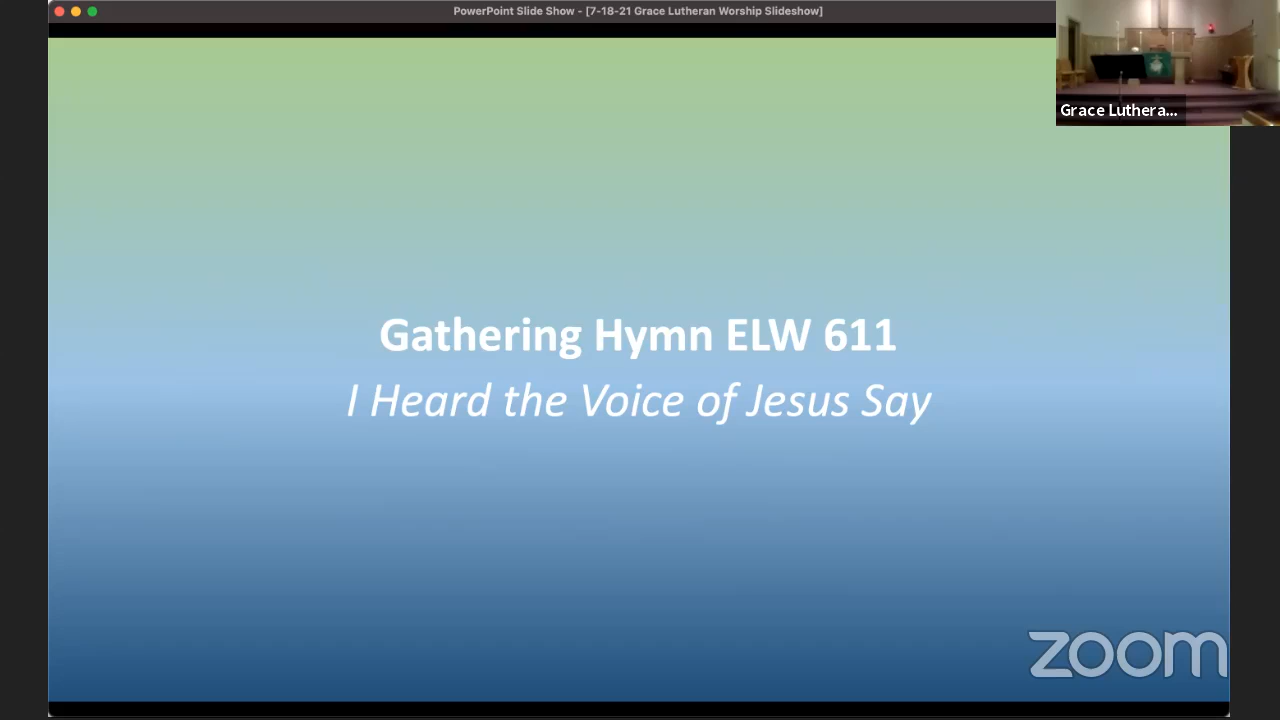 PowerPoint Slide Show - [7-18-21 Grace Lutheran Worship Slideshow]
Grace Luthera...
Gathering Hymn ELW 611
I Heard the Voice of Jesus Say
zoom